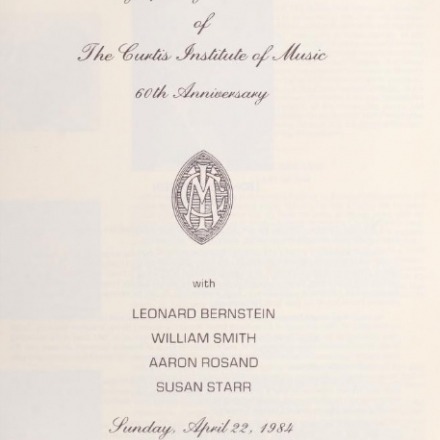 of
The Curtis Institute of Music
60th Anniversary
with
LEONARD BERNSTEIN
WILLIAM SMITH
AARON ROSAND
SUSAN STARR
Sunday, April 22, 1984